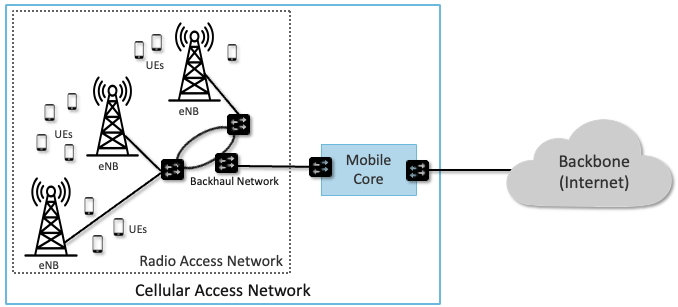 UEs
eNB
UEs
eNB
Mobile
Core
Backbone
(Internet)
Backhaul Network
UEs
eNB
Radio Access Network
Cellular Access Network